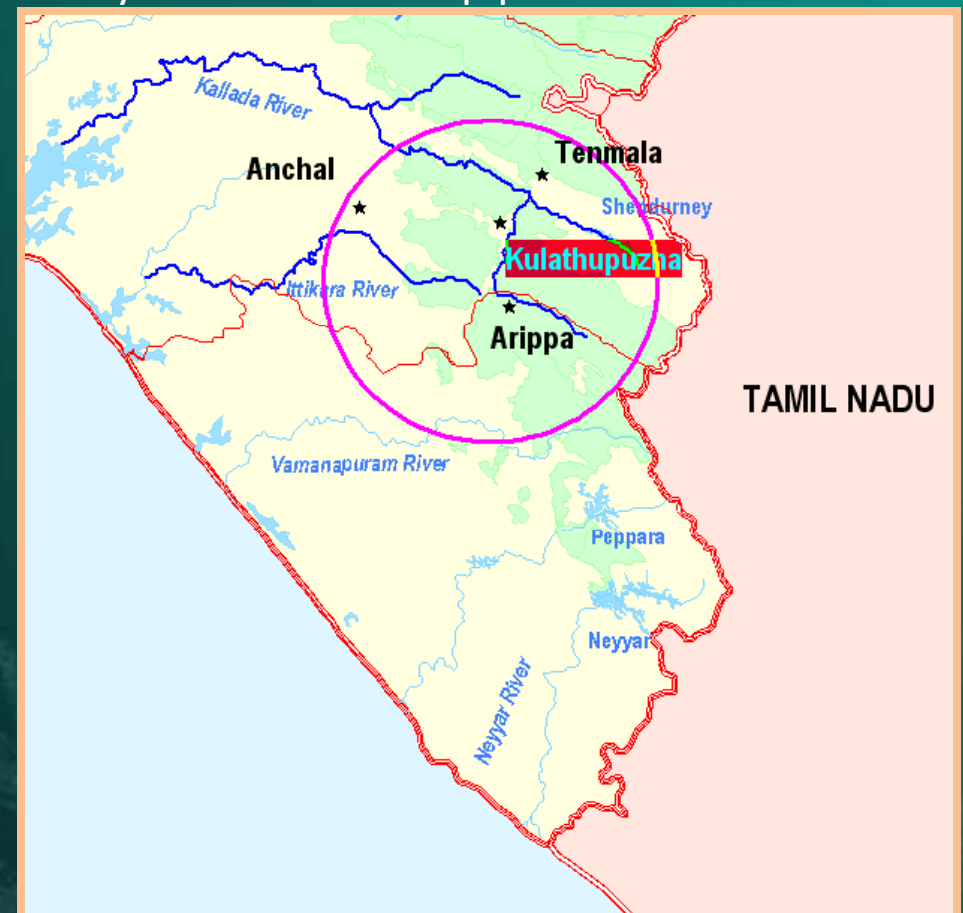 Kallada River
Anchal
Tenmala
Shendurney
Kulathupuzha
Ittikara River
Arippa
TAMIL NADU
Vamanapuram River
Peppara
Neyyar
Neyyar River